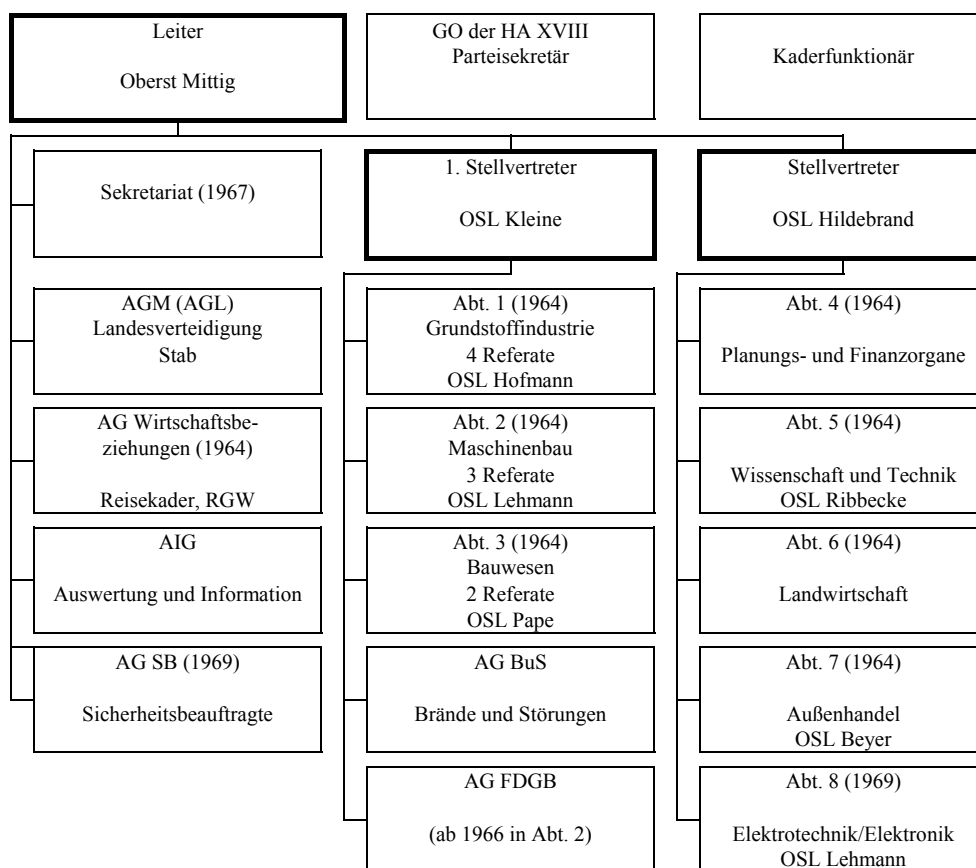 Leiter
Oberst Mittig
GO der HA XVIII
Parteisekretär
Kaderfunktionär
Sekretariat (1967)
1. Stellvertreter
OSL Kleine
Stellvertreter
OSL Hildebrand
AGM (AGL)
Landesverteidigung
Stab
Abt. 1 (1964)
Grundstoffindustrie
4 Referate
OSL Hofmann
Abt. 4 (1964)
Planungs- und Finanzorgane
AG Wirtschaftsbe-
ziehungen (1964)
Reisekader, RGW
Abt. 2 (1964)
Maschinenbau
3 Referate
OSL Lehmann
Abt. 5 (1964)
Wissenschaft und Technik
OSL Ribbecke
AIG
Auswertung und Information
Abt. 3 (1964)
Bauwesen
2 Referate
OSL Pape
Abt. 6 (1964)
Landwirtschaft
AG SB (1969)
Sicherheitsbeauftragte
AG BuS
Brände und Störungen
Abt. 7 (1964)
Außenhandel
OSL Beyer
AG FDGB
(ab 1966 in Abt. 2)
Abt. 8 (1969)
Elektrotechnik/Elektronik
OSL Lehmann